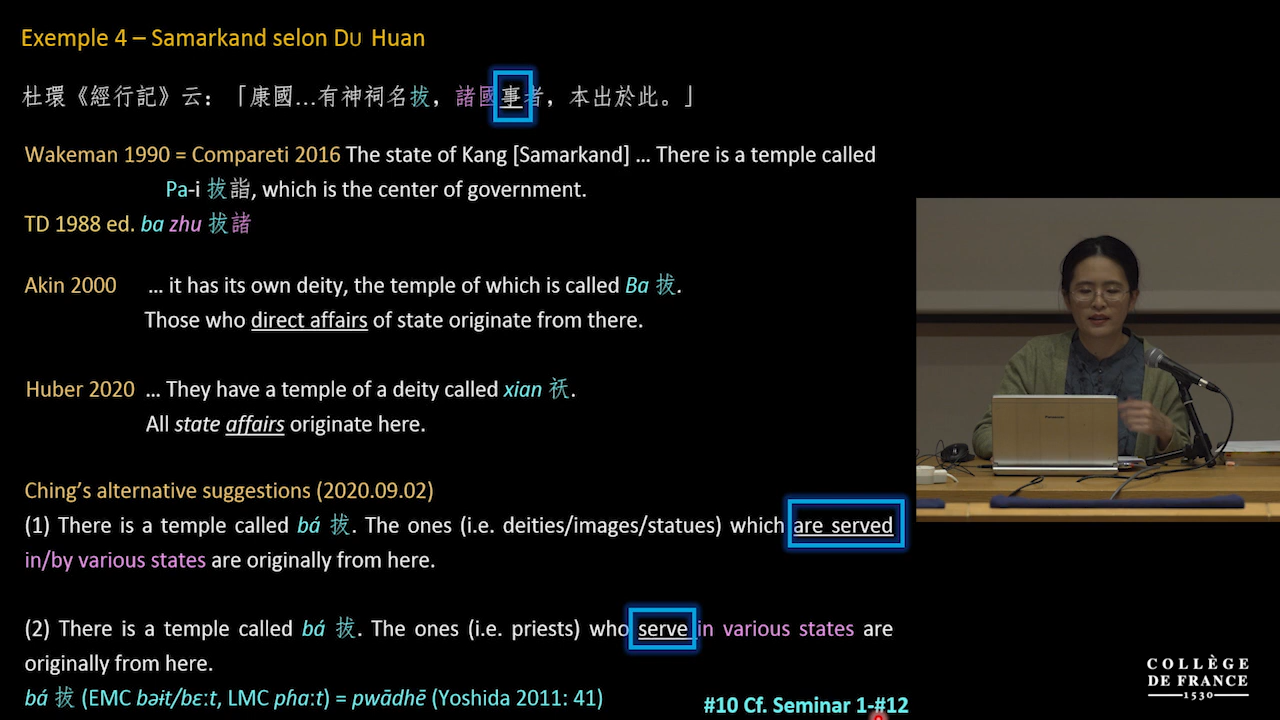 Exemple 4 – Samarkand selon DU Huan
杜環《經行記》云：「康國…有神祠名拔，諸國事者，本出於此。」
Wakeman 1990 = Compareti 2016 The state of Kang [Samarkand] … There is a temple called
Pa-i 拔詣, which is the center of government.
TD 1988 ed. ba zhu 拔諸
Akin 2000 … it has its own deity, the temple of which is called Ba 拔.
Those who direct affairs of state originate from there.
Huber 2020 … They have a temple of a deity called xian 祆.
All state affairs originate here.
Ching’s alternative suggestions (2020.09.02)
(1) There is a temple called bá 拔. The ones (i.e. deities/images/statues) which are served
in/by various states are originally from here.
(2) There is a temple called bá 拔. The ones (i.e. priests) who serve in various states are
originally from here.
bá 拔 (EMC bəɨt/bɛːt, LMC pɦaːt) = pwāδhē (Yoshida 2011: 41)
#10 Cf. Seminar 1-#12
COLLÈGE
DE FRANCE
1530